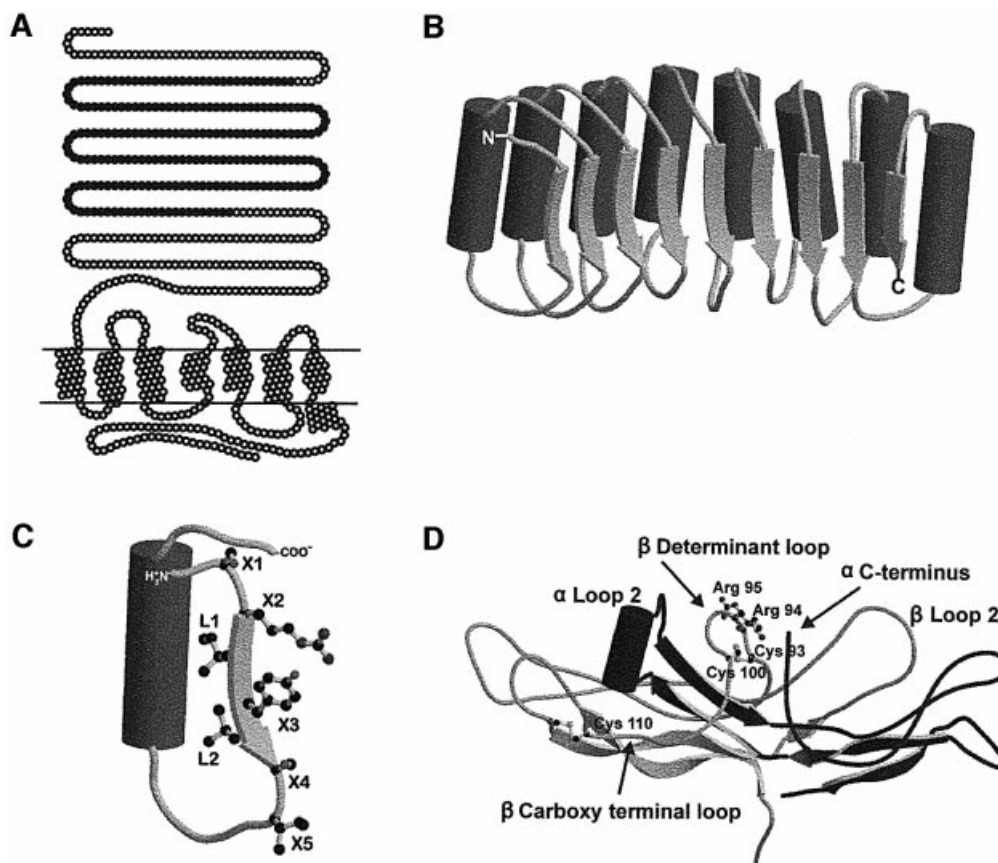 A
B
N
C
C
H₃⁺N
COO⁻
X1
X2
L1
X3
L2
X4
X5
D
β Determinant loop
Arg 95
α C-terminus
α Loop 2
Arg 94
β Loop 2
Cys 93
Cys 100
Cys 110
β Carboxy terminal loop